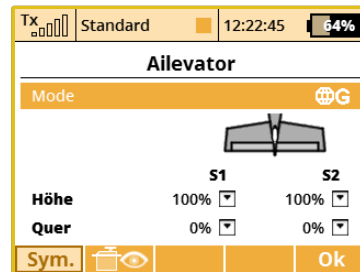 Tx Standard 12:22:45 64%
Ailevator
Mode G
S1 S2
Höhe 100% 100%
Quer 0% 0%
Sym. Ok